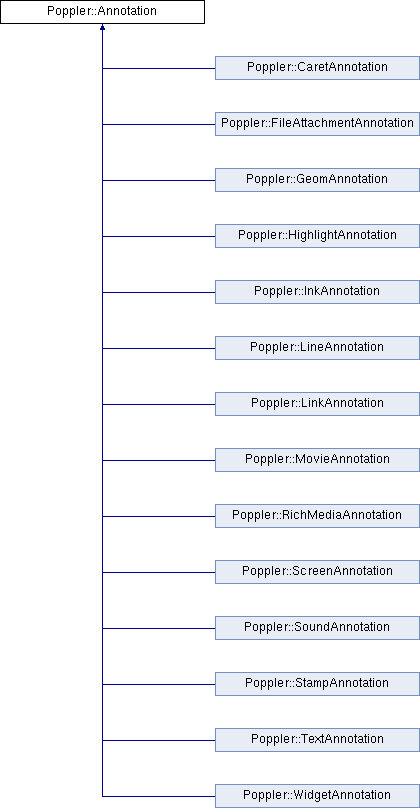 Poppler::Annotation
Poppler::CaretAnnotation
Poppler::FileAttachmentAnnotation
Poppler::GeomAnnotation
Poppler::HighlightAnnotation
Poppler::InkAnnotation
Poppler::LineAnnotation
Poppler::LinkAnnotation
Poppler::MovieAnnotation
Poppler::RichMediaAnnotation
Poppler::ScreenAnnotation
Poppler::SoundAnnotation
Poppler::StampAnnotation
Poppler::TextAnnotation
Poppler::WidgetAnnotation